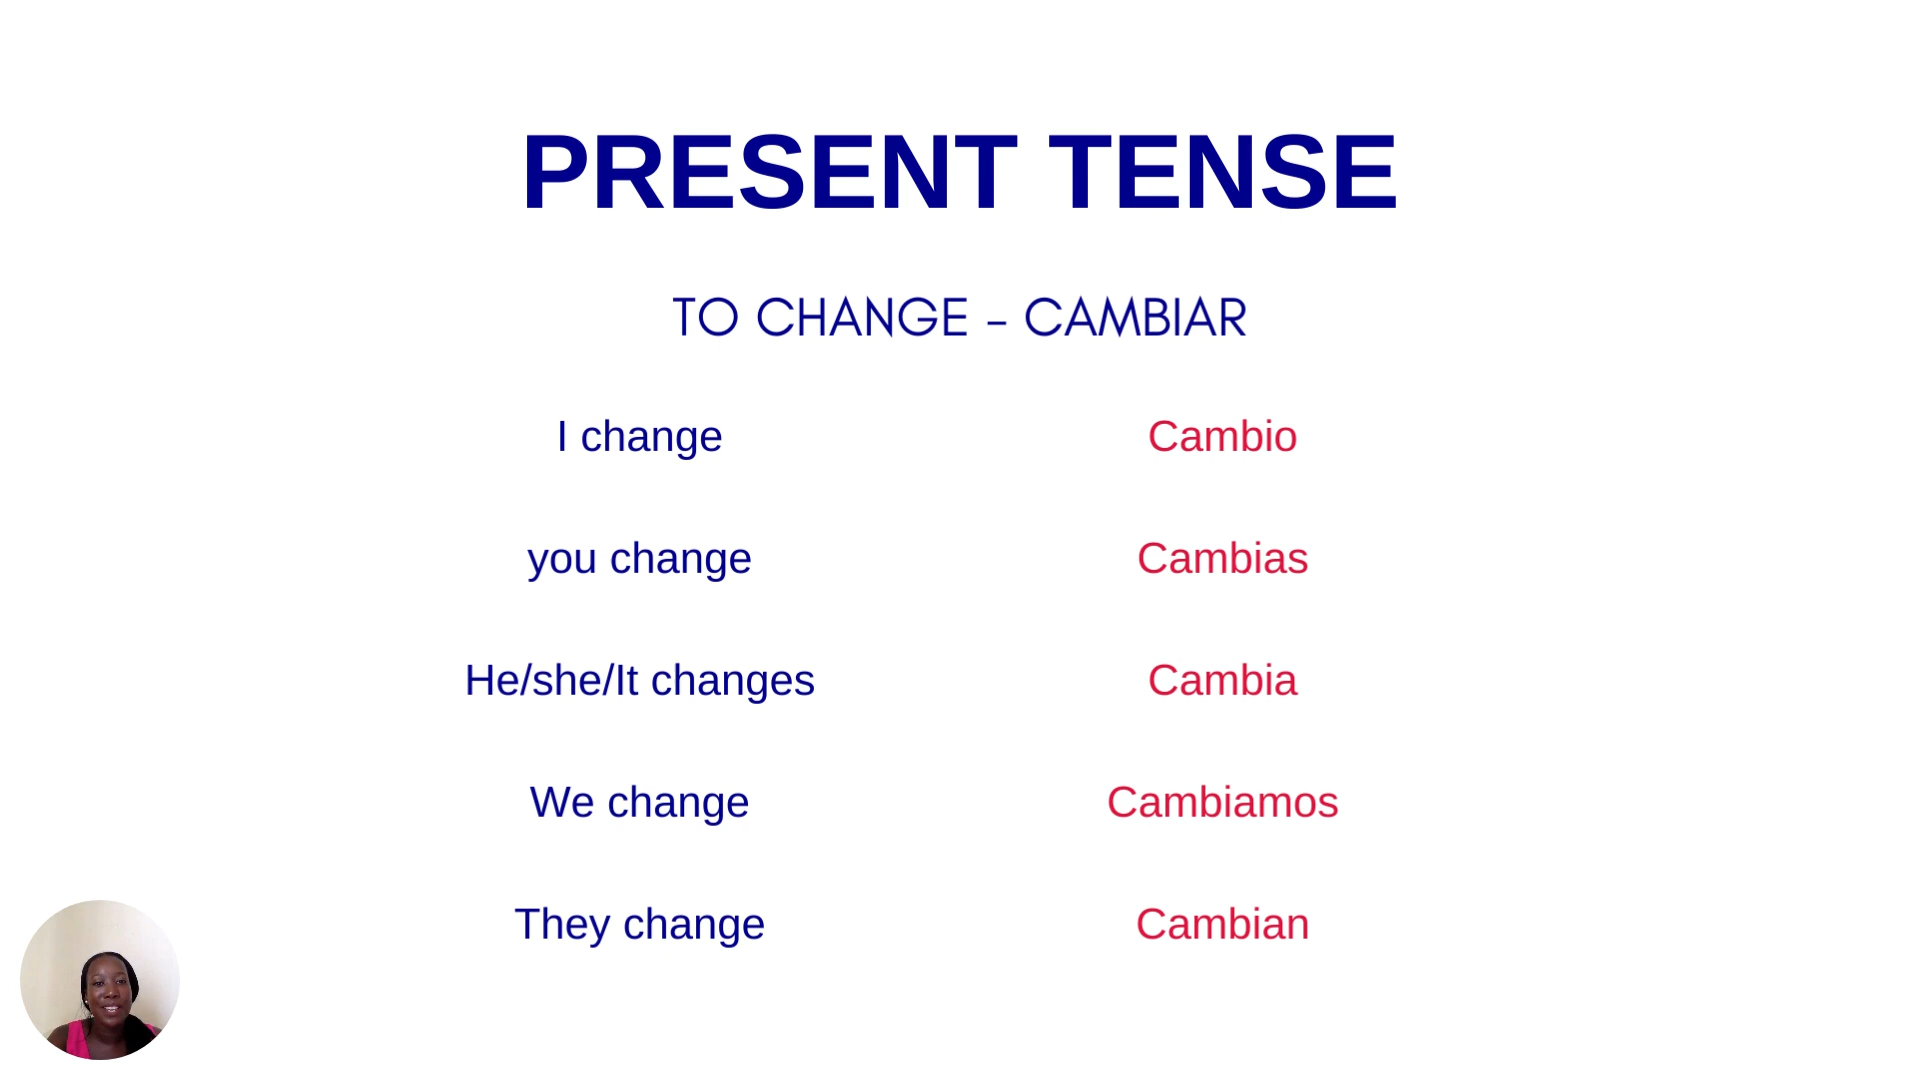 PRESENT TENSE
TO CHANGE – CAMBIAR
I change Cambio
you change Cambias
He/she/It changes Cambia
We change Cambiamos
They change Cambian